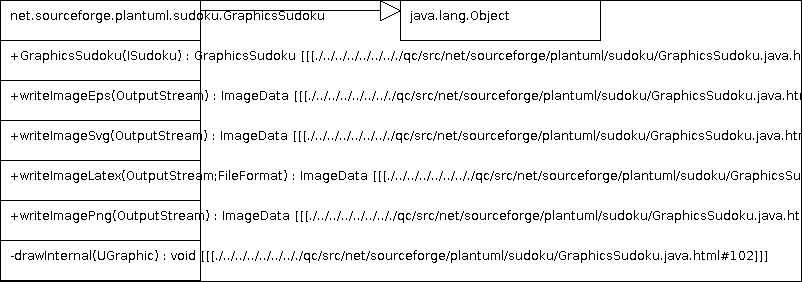 net.sourceforge.plantuml.sudoku.GraphicsSudoku
java.lang.Object
+GraphicsSudoku(ISudoku) : GraphicsSudoku [[[./../../../../../../../qc/src/net/sourceforge/plantuml/sudoku/GraphicsSudoku.java.h
+writeImageEps(OutputStream) : ImageData [[[./../../../../../../../qc/src/net/sourceforge/plantuml/sudoku/GraphicsSudoku.java.htm
+writeImageSvg(OutputStream) : ImageData [[[./../../../../../../../qc/src/net/sourceforge/plantuml/sudoku/GraphicsSudoku.java.htm
+writeImageLatex(OutputStream;FileFormat) : ImageData [[[./../../../../../../../qc/src/net/sourceforge/plantuml/sudoku/GraphicsSu
+writeImagePng(OutputStream) : ImageData [[[./../../../../../../../qc/src/net/sourceforge/plantuml/sudoku/GraphicsSudoku.java.ht
-drawInternal(UGraphic) : void [[[./../../../../../../../qc/src/net/sourceforge/plantuml/sudoku/GraphicsSudoku.java.html#102]]]